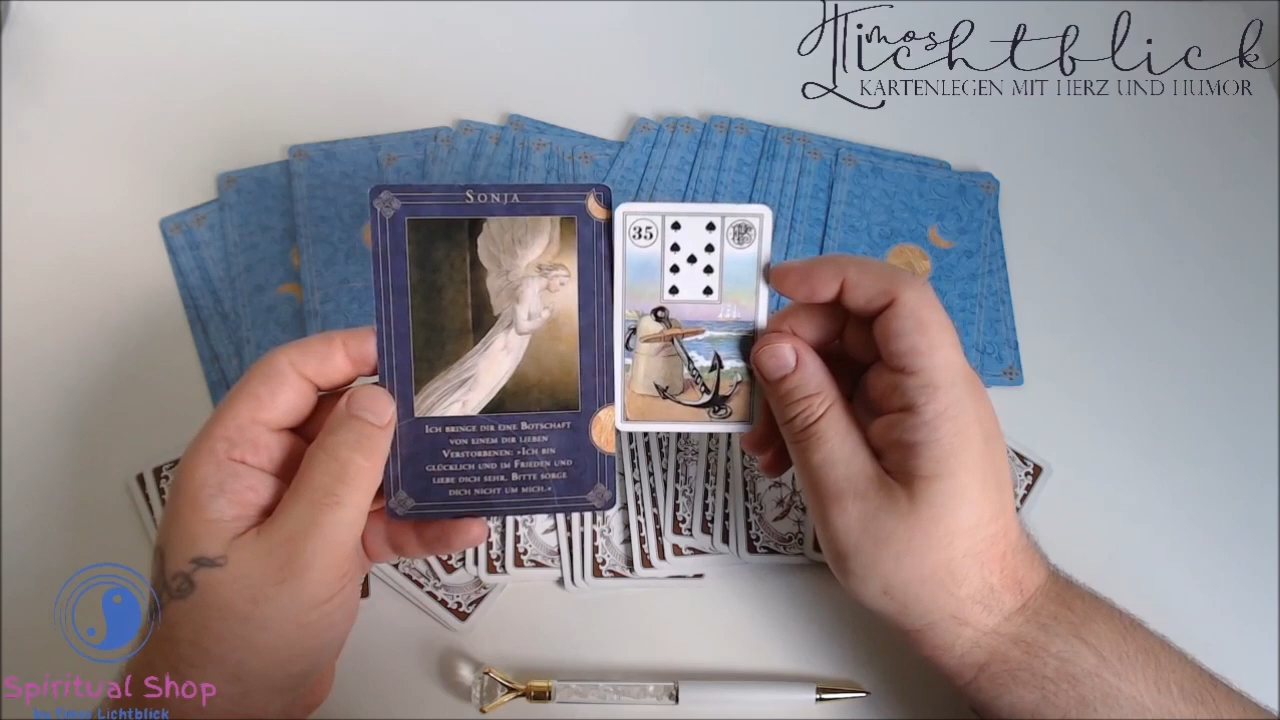 Timos
Lichtblick
KARTENLEGEN MIT HERZ UND HUMOR
SONJA
35
ICH BRINGE DIR EINE BOTSCHAFT
VON EINEM DIR LIEBEN
VERSTORBENEN: »ICH BIN
GLÜCKLICH UND IM FRIEDEN UND
LIEBE DICH SEHR. BITTE SORGE
DICH NICHT UM MICH.«
Spiritual Shop
Lichtblick